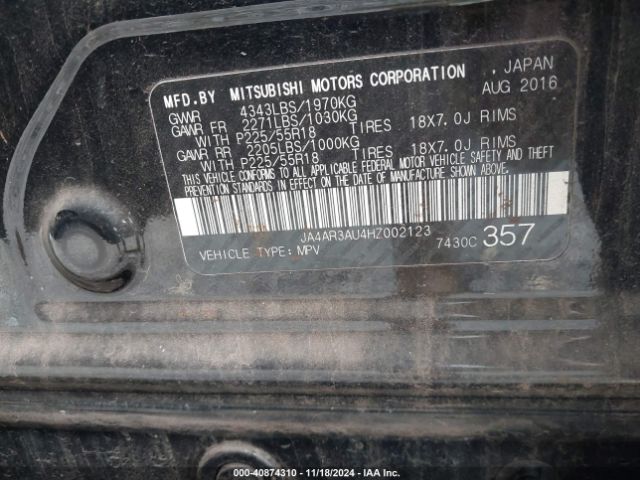 MFD.BY MITSUBISHI MOTORS CORPORATION , JAPAN
GVWR 4343LBS/1970KG AUG 2016
GAWR FR 2271LBS/1030KG
WITH P225/55R18 TIRES 18X7.0J RIMS
GAWR RR 2205LBS/1000KG
WITH P225/55R18 TIRES 18X7.0J RIMS
THIS VEHICLE CONFORMS TO ALL APPLICABLE FEDERAL MOTOR VEHICLE SAFETY AND THEFT
PREVENTION STANDARDS IN EFFECT ON THE DATE OF MANUFACTURE SHOWN ABOVE.
JA4AR3AU4HZ002123
VEHICLE TYPE: MPV 7430C 357
000-40874310 - 11/18/2024 - IAA Inc.